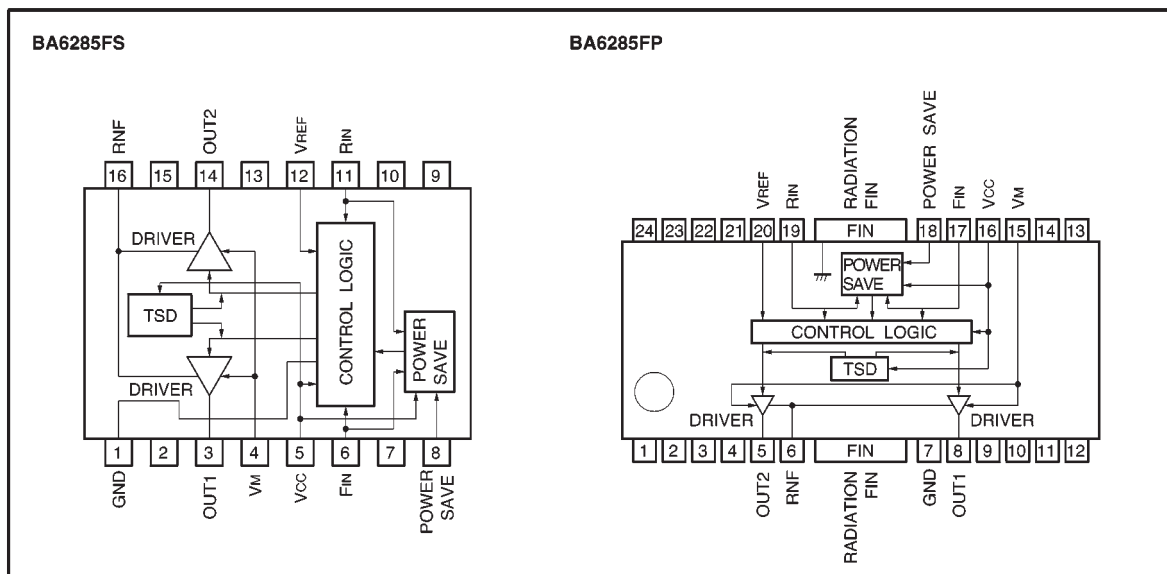 BA6285FS
RNF
OUT2
VREF
RIN
16 15 14 13 12 11 10 9
DRIVER
TSD
DRIVER
CONTROL LOGIC
POWER
SAVE
1 2 3 4 5 6 7 8
GND
OUT1
VM
VCC
FIN
POWER
SAVE
BA6285FP
VREF
RIN
RADIATION
FIN
POWER SAVE
FIN
VCC
VM
24 23 22 21 20 19 FIN 18 17 16 15 14 13
POWER
SAVE
CONTROL LOGIC
TSD
DRIVER
DRIVER
1 2 3 4 5 6 FIN 7 8 9 10 11 12
OUT2
RNF
RADIATION
FIN
GND
OUT1